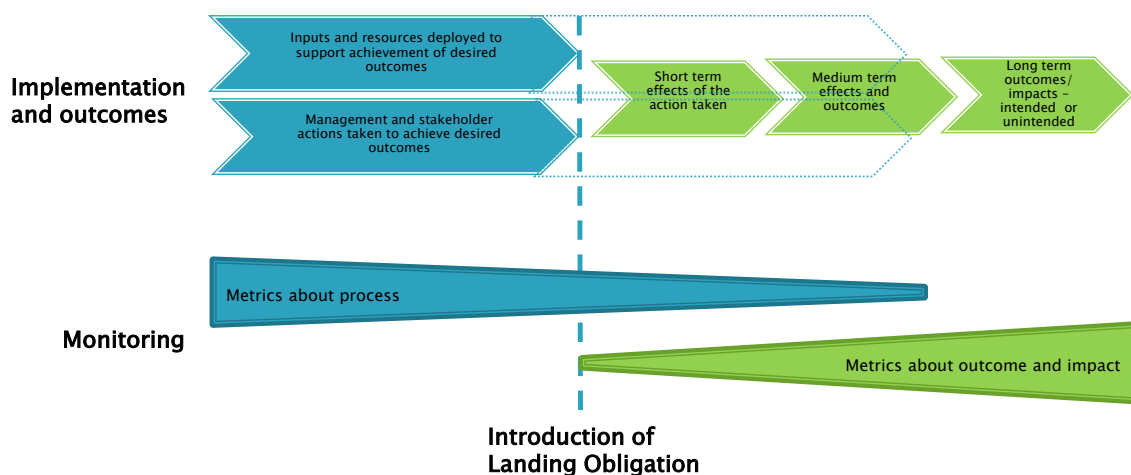 Implementation
and outcomes
Inputs and resources deployed to
support achievement of desired
outcomes
Management and stakeholder
actions taken to achieve desired
outcomes
Short term
effects of the
action taken
Medium term
effects and
outcomes
Long term
outcomes/
impacts –
intended or
unintended
Monitoring
Metrics about process
Metrics about outcome and impact
Introduction of
Landing Obligation